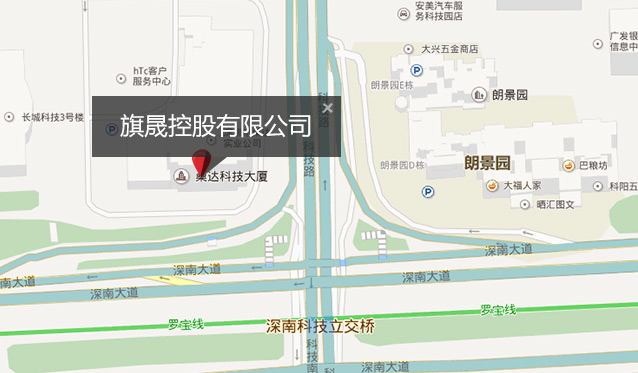 安美汽车服
务科技园店
大兴五金商店
广发银
信息中
hTc客户
服务中心
朗景园E栋
P
朗景园
长城科技3号楼
旗晟控股有限公司
实业公司
科技路
达科技大厦
朗景园D栋
朗景园
巴粮坊
P
大福人家
科阳五
晒汇图文
深南大道
深南大道
深南大道
南大道
深南大道
深南大道
罗宝线
罗宝线
深南科技立交桥
科技南
深南大道